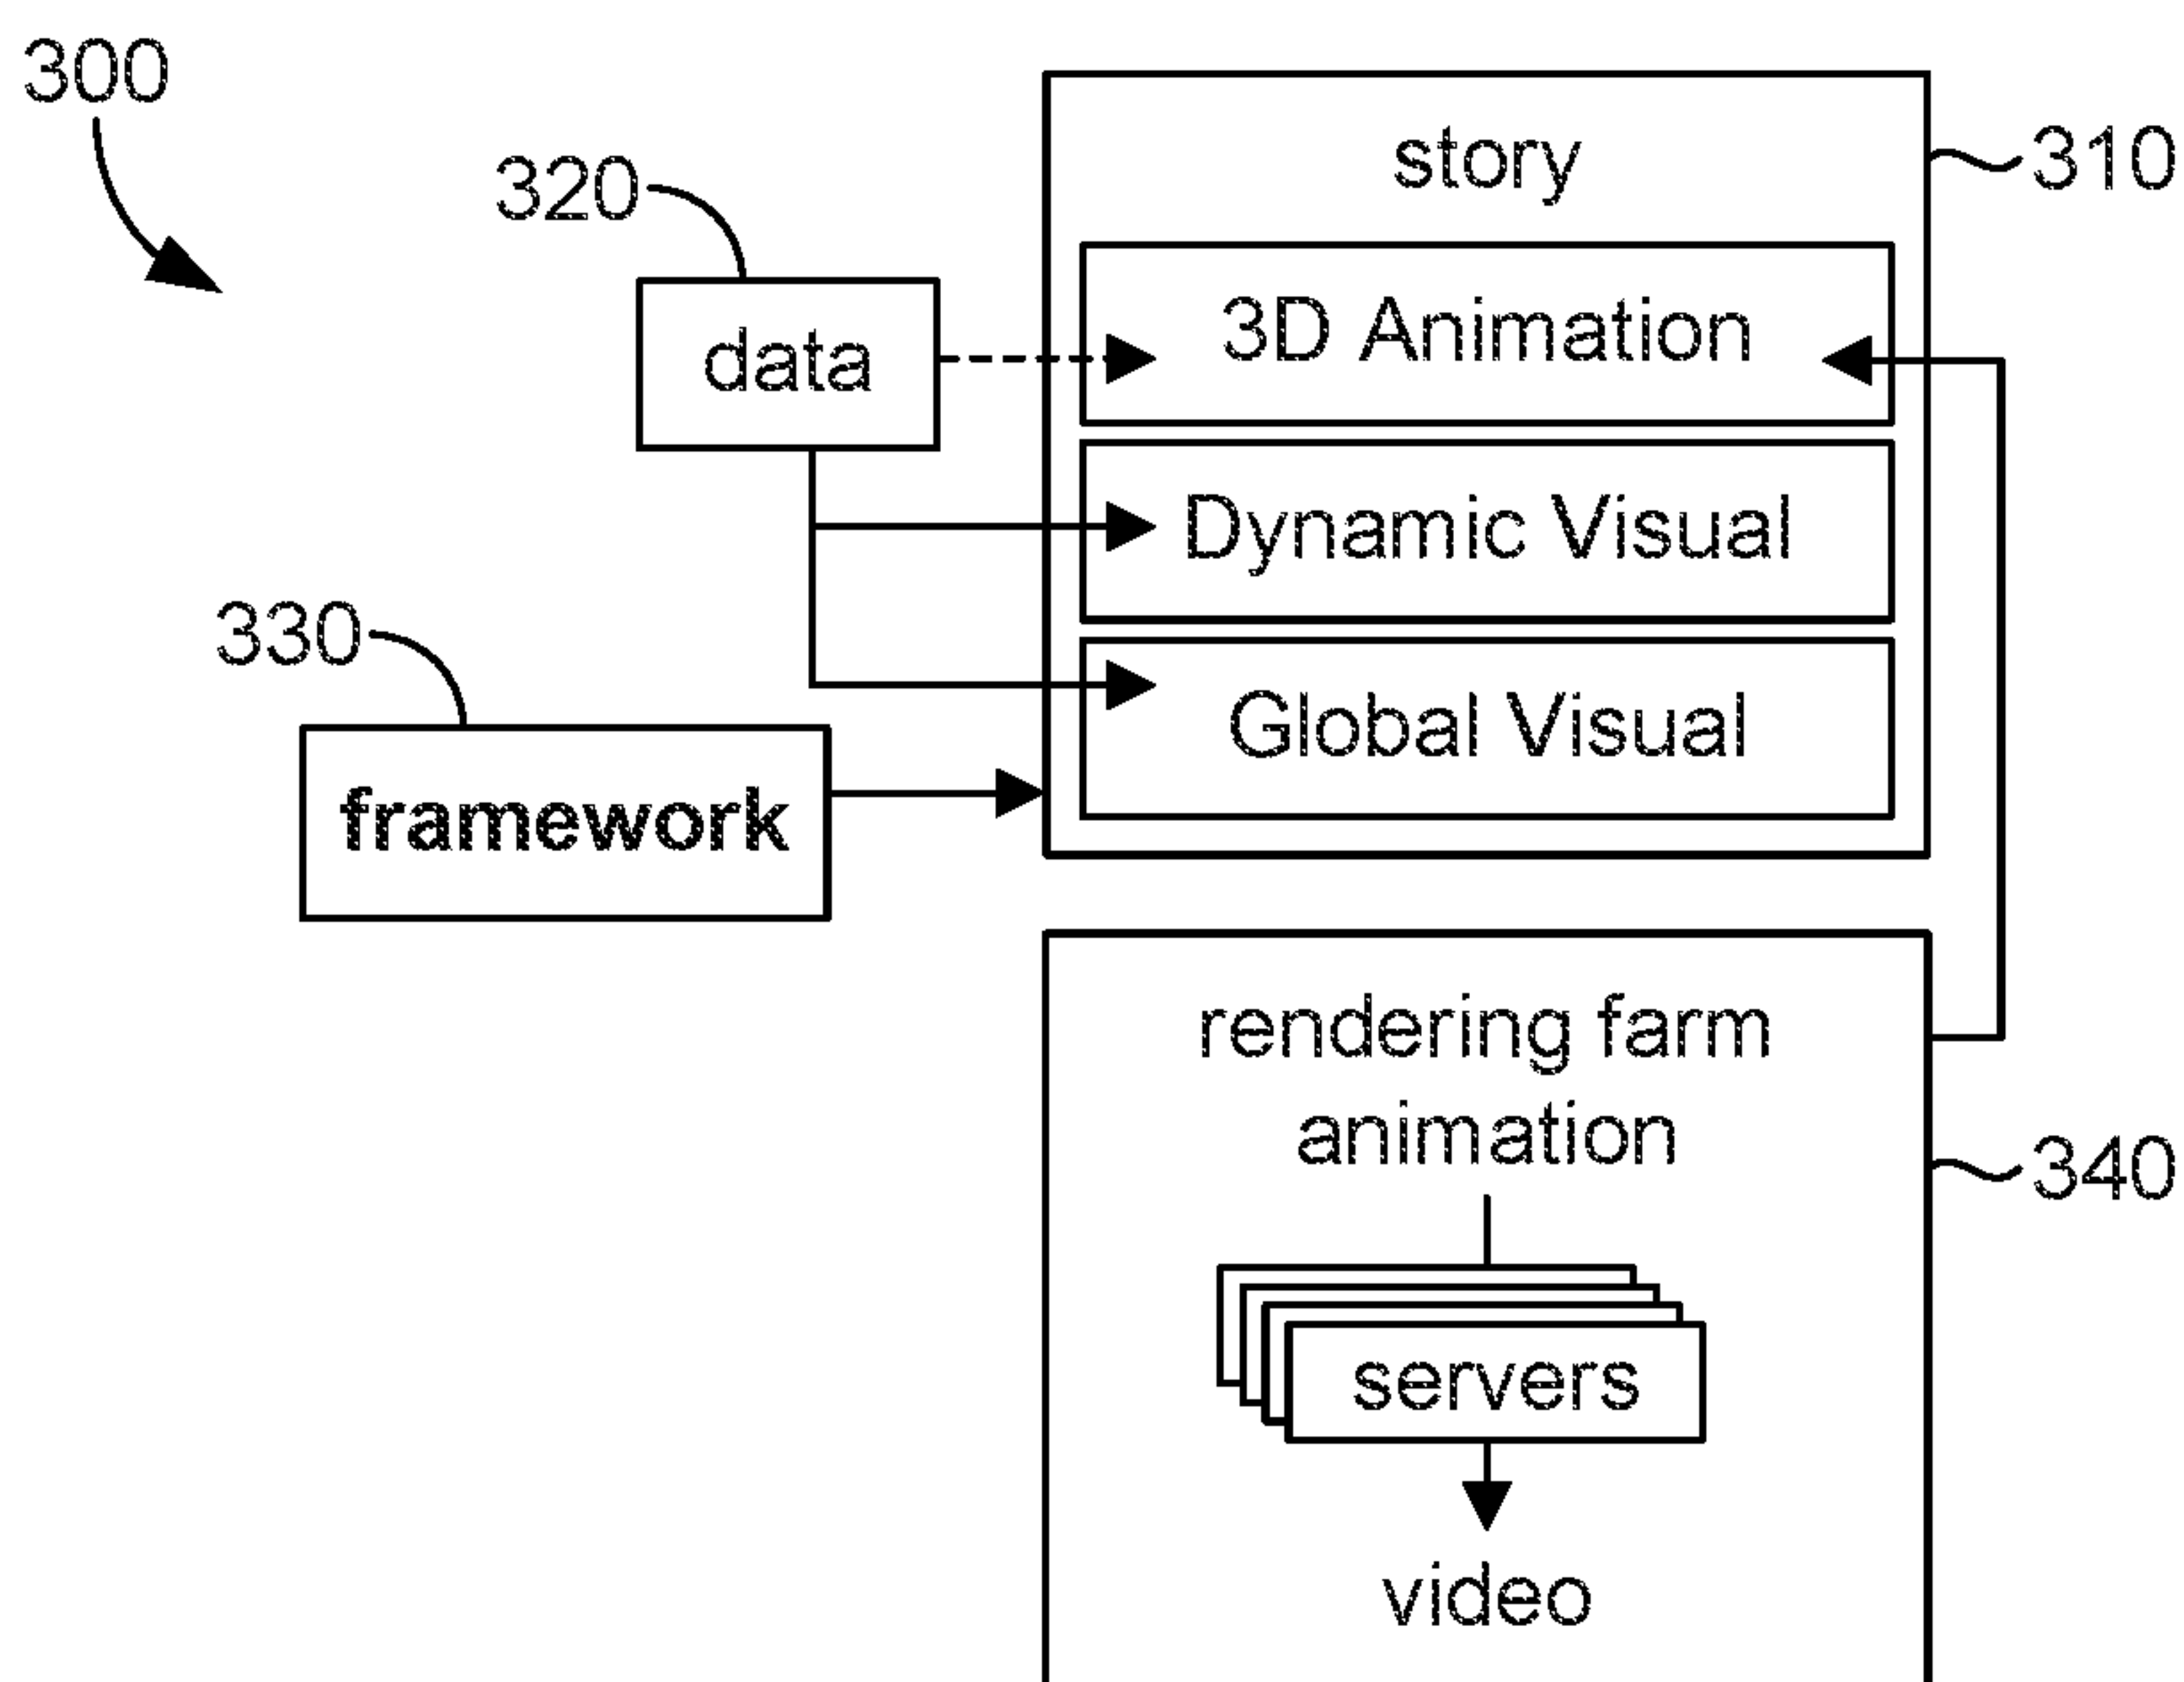 300
story
310
320
3D Animation
data
Dynamic Visual
330
Global Visual
framework
rendering farm
animation
340
servers
video